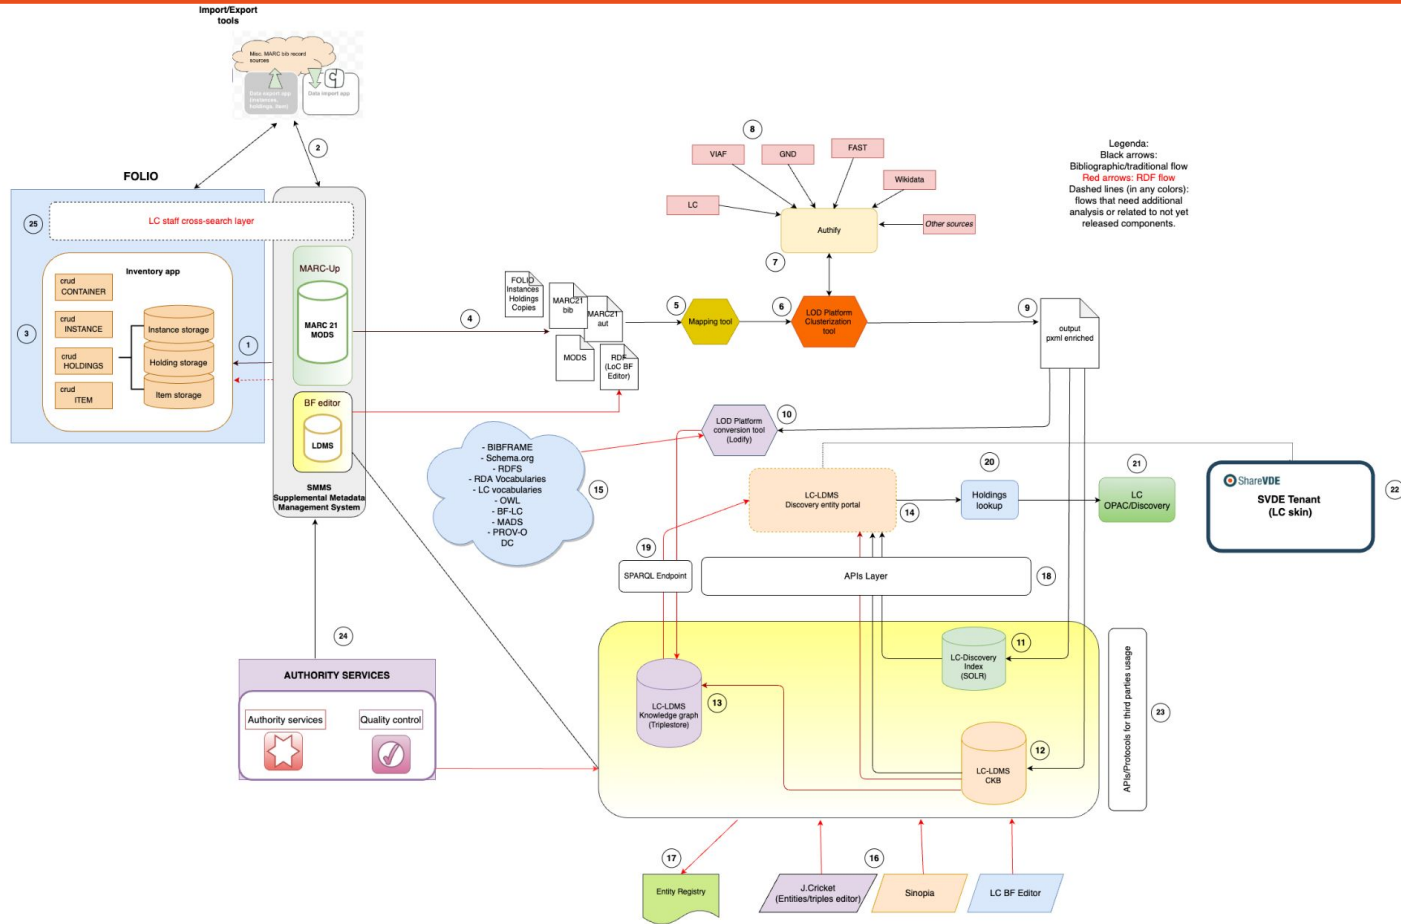 Import/Export
tools
Misc. MARC bib record
sources
Data export app
(instances,
holdings, item)
Data import app
2
FOLIO
25
LC staff cross-search layer
3
Inventory app
crud
CONTAINER
crud
INSTANCE
crud
HOLDINGS
crud
ITEM
Instance storage
Holding storage
Item storage
1
MARC-Up
MARC 21
MODS
BF editor
LDMS
SMMS
Supplemental Metadata
Management System
4
FOLIO
Instances
Holdings
Copies
MARC21
bib
MARC21
aut
MODS
RDF
(LoC BF
Editor)
5
Mapping tool
6
LOD Platform
Clusterization
tool
7
Authify
8
VIAF
GND
FAST
Wikidata
LC
Other sources
9
output
pxml enriched
Legenda:
Black arrows:
Bibliographic/traditional flow
Red arrows: RDF flow
Dashed lines (in any colors):
flows that need additional
analysis or related to not yet
released components.
10
LOD Platform
conversion tool
(Lodify)
- BIBFRAME
- Schema.org
- RDFS
- RDA Vocabularies
- LC vocabularies
- OWL
- BF-LC
- MADS
- PROV-O
DC
15
LC-LDMS
Discovery entity portal
14
20
Holdings
lookup
21
LC
OPAC/Discovery
ShareVDE
SVDE Tenant
(LC skin)
22
19
SPARQL Endpoint
APIs Layer
18
24
AUTHORITY SERVICES
Authority services
Quality control
LC-LDMS
Knowledge graph
(Triplestore)
13
11
LC-Discovery
Index
(SOLR)
12
LC-LDMS
CKB
APIs/Protocols for third parties usage
23
17
Entity Registry
16
J.Cricket
(Entities/triples editor)
Sinopia
LC BF Editor